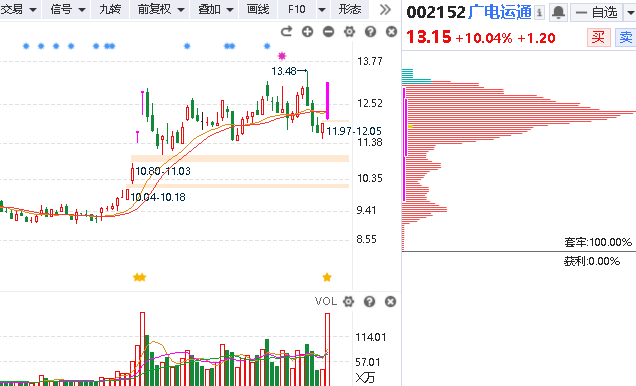 交易 信号 九转 前复权 叠加 画线 F10 形态
002152 广电运通 自选
13.15 +10.04% +1.20 买 卖
13.77
13.48
12.52
11.97-12.05
11.38
10.80-11.03
10.35
10.04-10.18
9.41
8.55
套牢:100.00%
获利:0.00%
VOL
114.01
57.01
X万